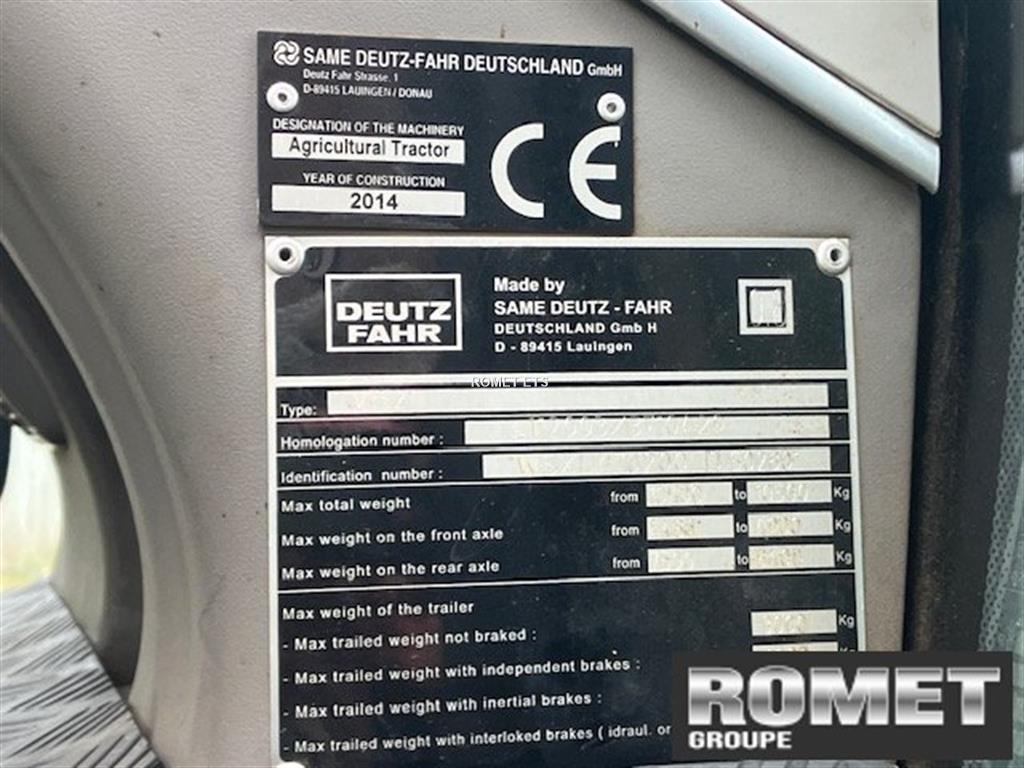 SAME DEUTZ-FAHR DEUTSCHLAND GmbH
Deutz Fahr Strasse. 1
D-89415 LAUINGEN / DONAU
DESIGNATION OF THE MACHINERY
Agricultural Tractor
YEAR OF CONSTRUCTION
2014
CE
DEUTZ
FAHR
Made by
SAME DEUTZ - FAHR
DEUTSCHLAND Gmb H
D - 89415 Lauingen
ROMET ETS
Type:
Homologation number :
Identification number :
Max total weight from to Kg
Max weight on the front axle from to Kg
Max weight on the rear axle from to Kg
Max weight of the trailer
- Max trailed weight not braked : Kg
- Max trailed weight with independent brakes :
- Max trailed weight with inertial brakes :
- Max trailed weight with interloked brakes ( idraul. or
ROMET
GROUPE